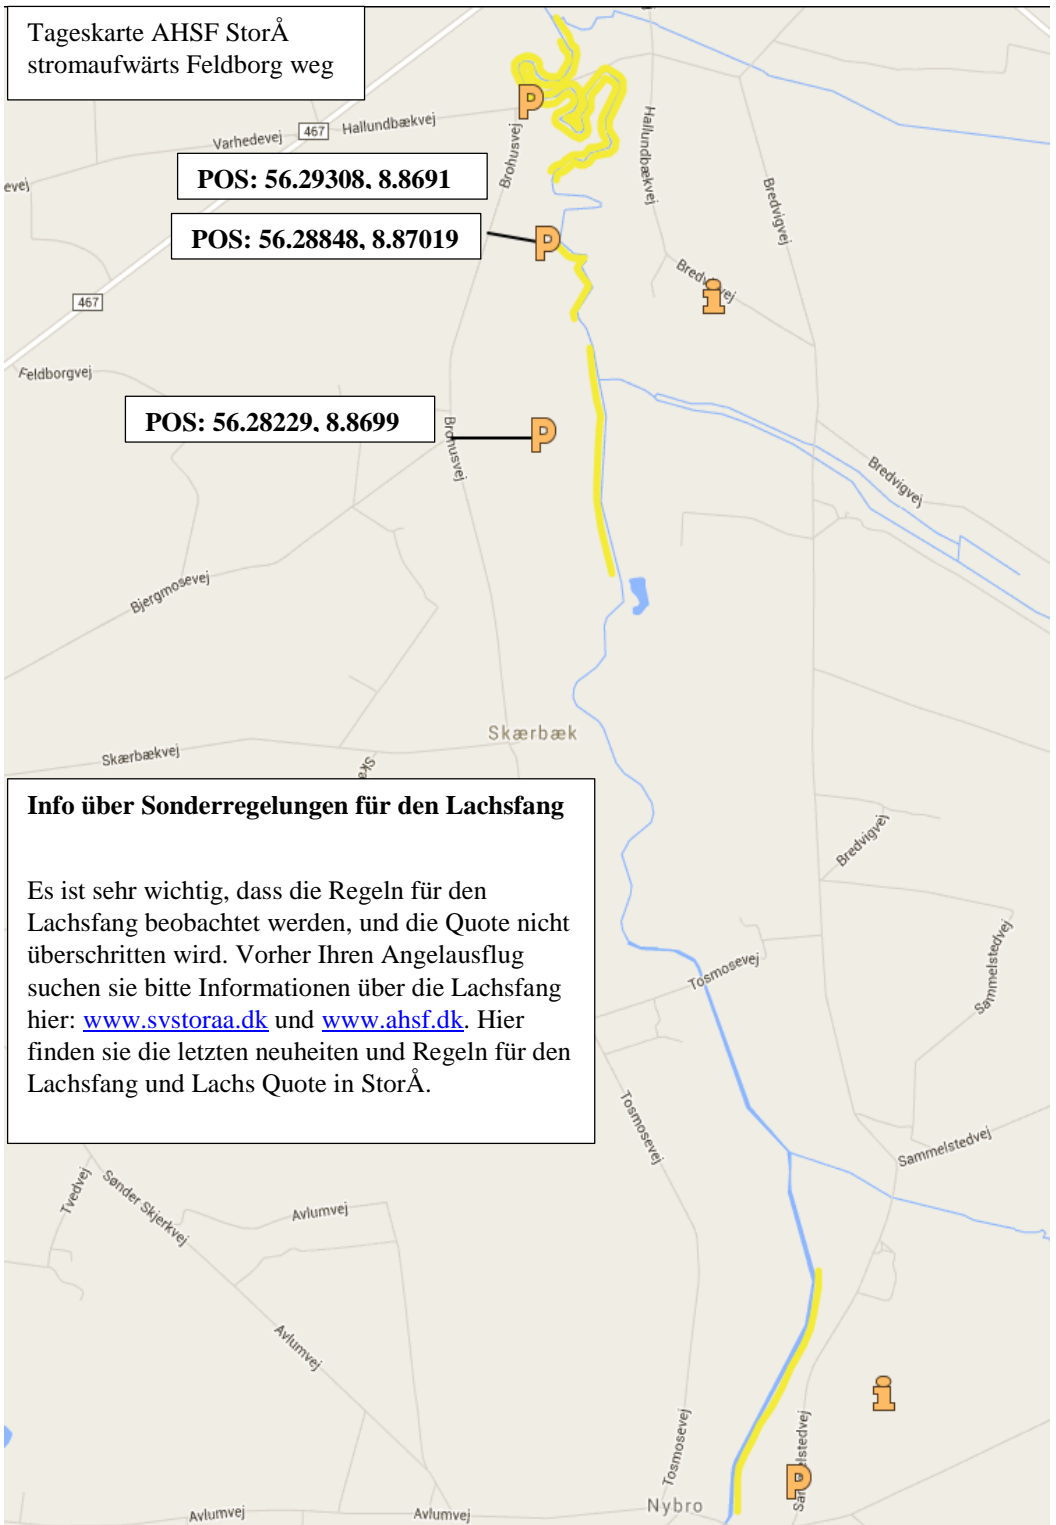 Tageskarte AHSF StorÅ
stromaufwärts Feldborg weg
Varhedevej
467
Hallundbækvej
evej
Brohusvej
Hallundbækvej
Bredvigvej
P
POS: 56.29308, 8.8691
POS: 56.28848, 8.87019
P
Bredvigvej
i
467
Feldborgvej
POS: 56.28229, 8.8699
P
Brohusvej
Bredvigvej
Bjergmosevej
Skærbæk
Skærbækvej
Ska
Info über Sonderregelungen für den Lachsfang
Es ist sehr wichtig, dass die Regeln für den
Lachsfang beobachtet werden, und die Quote nicht
überschritten wird. Vorher Ihren Angelausflug
suchen sie bitte Informationen über die Lachsfang
hier: www.svstoraa.dk und www.ahsf.dk. Hier
finden sie die letzten neuheiten und Regeln für den
Lachsfang und Lachs Quote in StorÅ.
Bredvigvej
Tosmosevej
Sammelstedvej
Tosmosevej
Sammelstedvej
Tvedvej
Sønder Skjerkvej
Avlumvej
Avlumvej
i
Tosmosevej
Sammelstedvej
P
Nybro
Avlumvej
Avlumvej